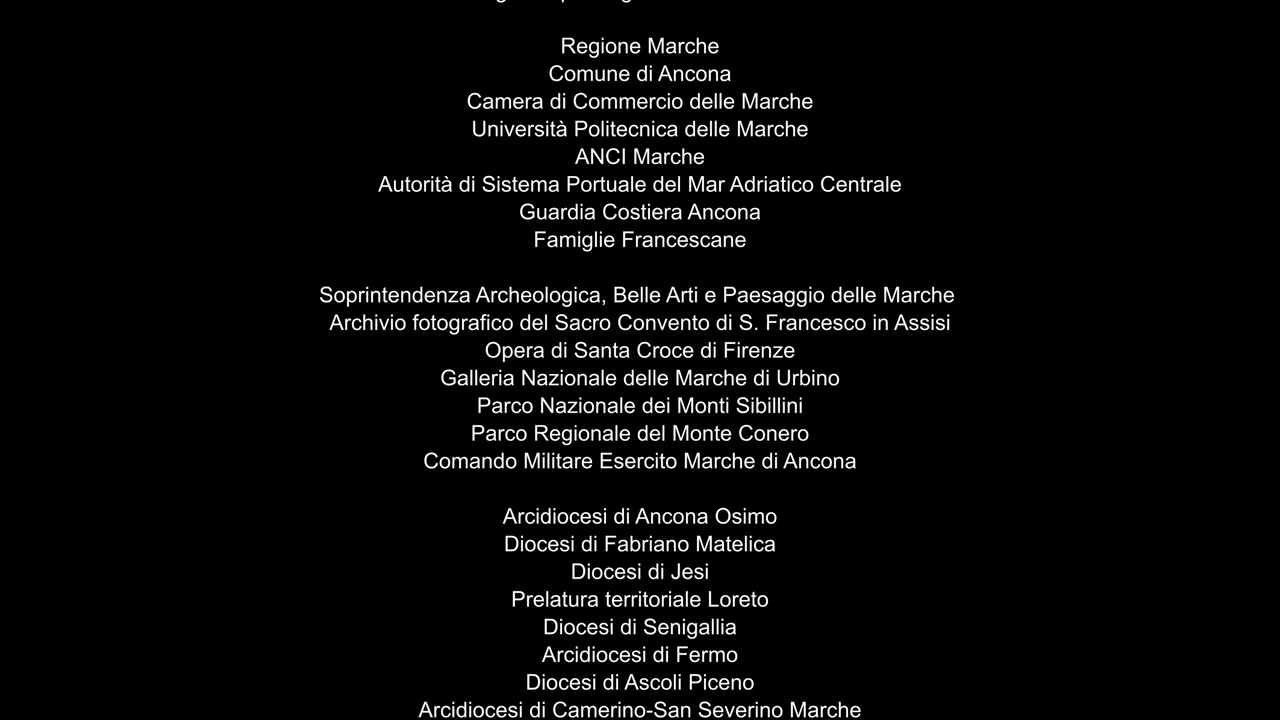 Regione Marche
Comune di Ancona
Camera di Commercio delle Marche
Università Politecnica delle Marche
ANCI Marche
Autorità di Sistema Portuale del Mar Adriatico Centrale
Guardia Costiera Ancona
Famiglie Francescane
Soprintendenza Archeologica, Belle Arti e Paesaggio delle Marche
Archivio fotografico del Sacro Convento di S. Francesco in Assisi
Opera di Santa Croce di Firenze
Galleria Nazionale delle Marche di Urbino
Parco Nazionale dei Monti Sibillini
Parco Regionale del Monte Conero
Comando Militare Esercito Marche di Ancona
Arcidiocesi di Ancona Osimo
Diocesi di Fabriano Matelica
Diocesi di Jesi
Prelatura territoriale Loreto
Diocesi di Senigallia
Arcidiocesi di Fermo
Diocesi di Ascoli Piceno
Arcidiocesi di Camerino-San Severino Marche